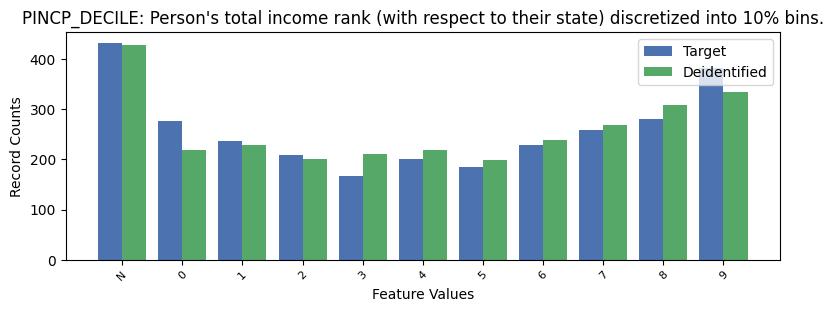 PINCP_DECILE: Person's total income rank (with respect to their state) discretized into 10% bins.
Target
Deidentified
Record Counts
400
300
200
100
0
N 0 1 2 3 4 5 6 7 8 9
Feature Values